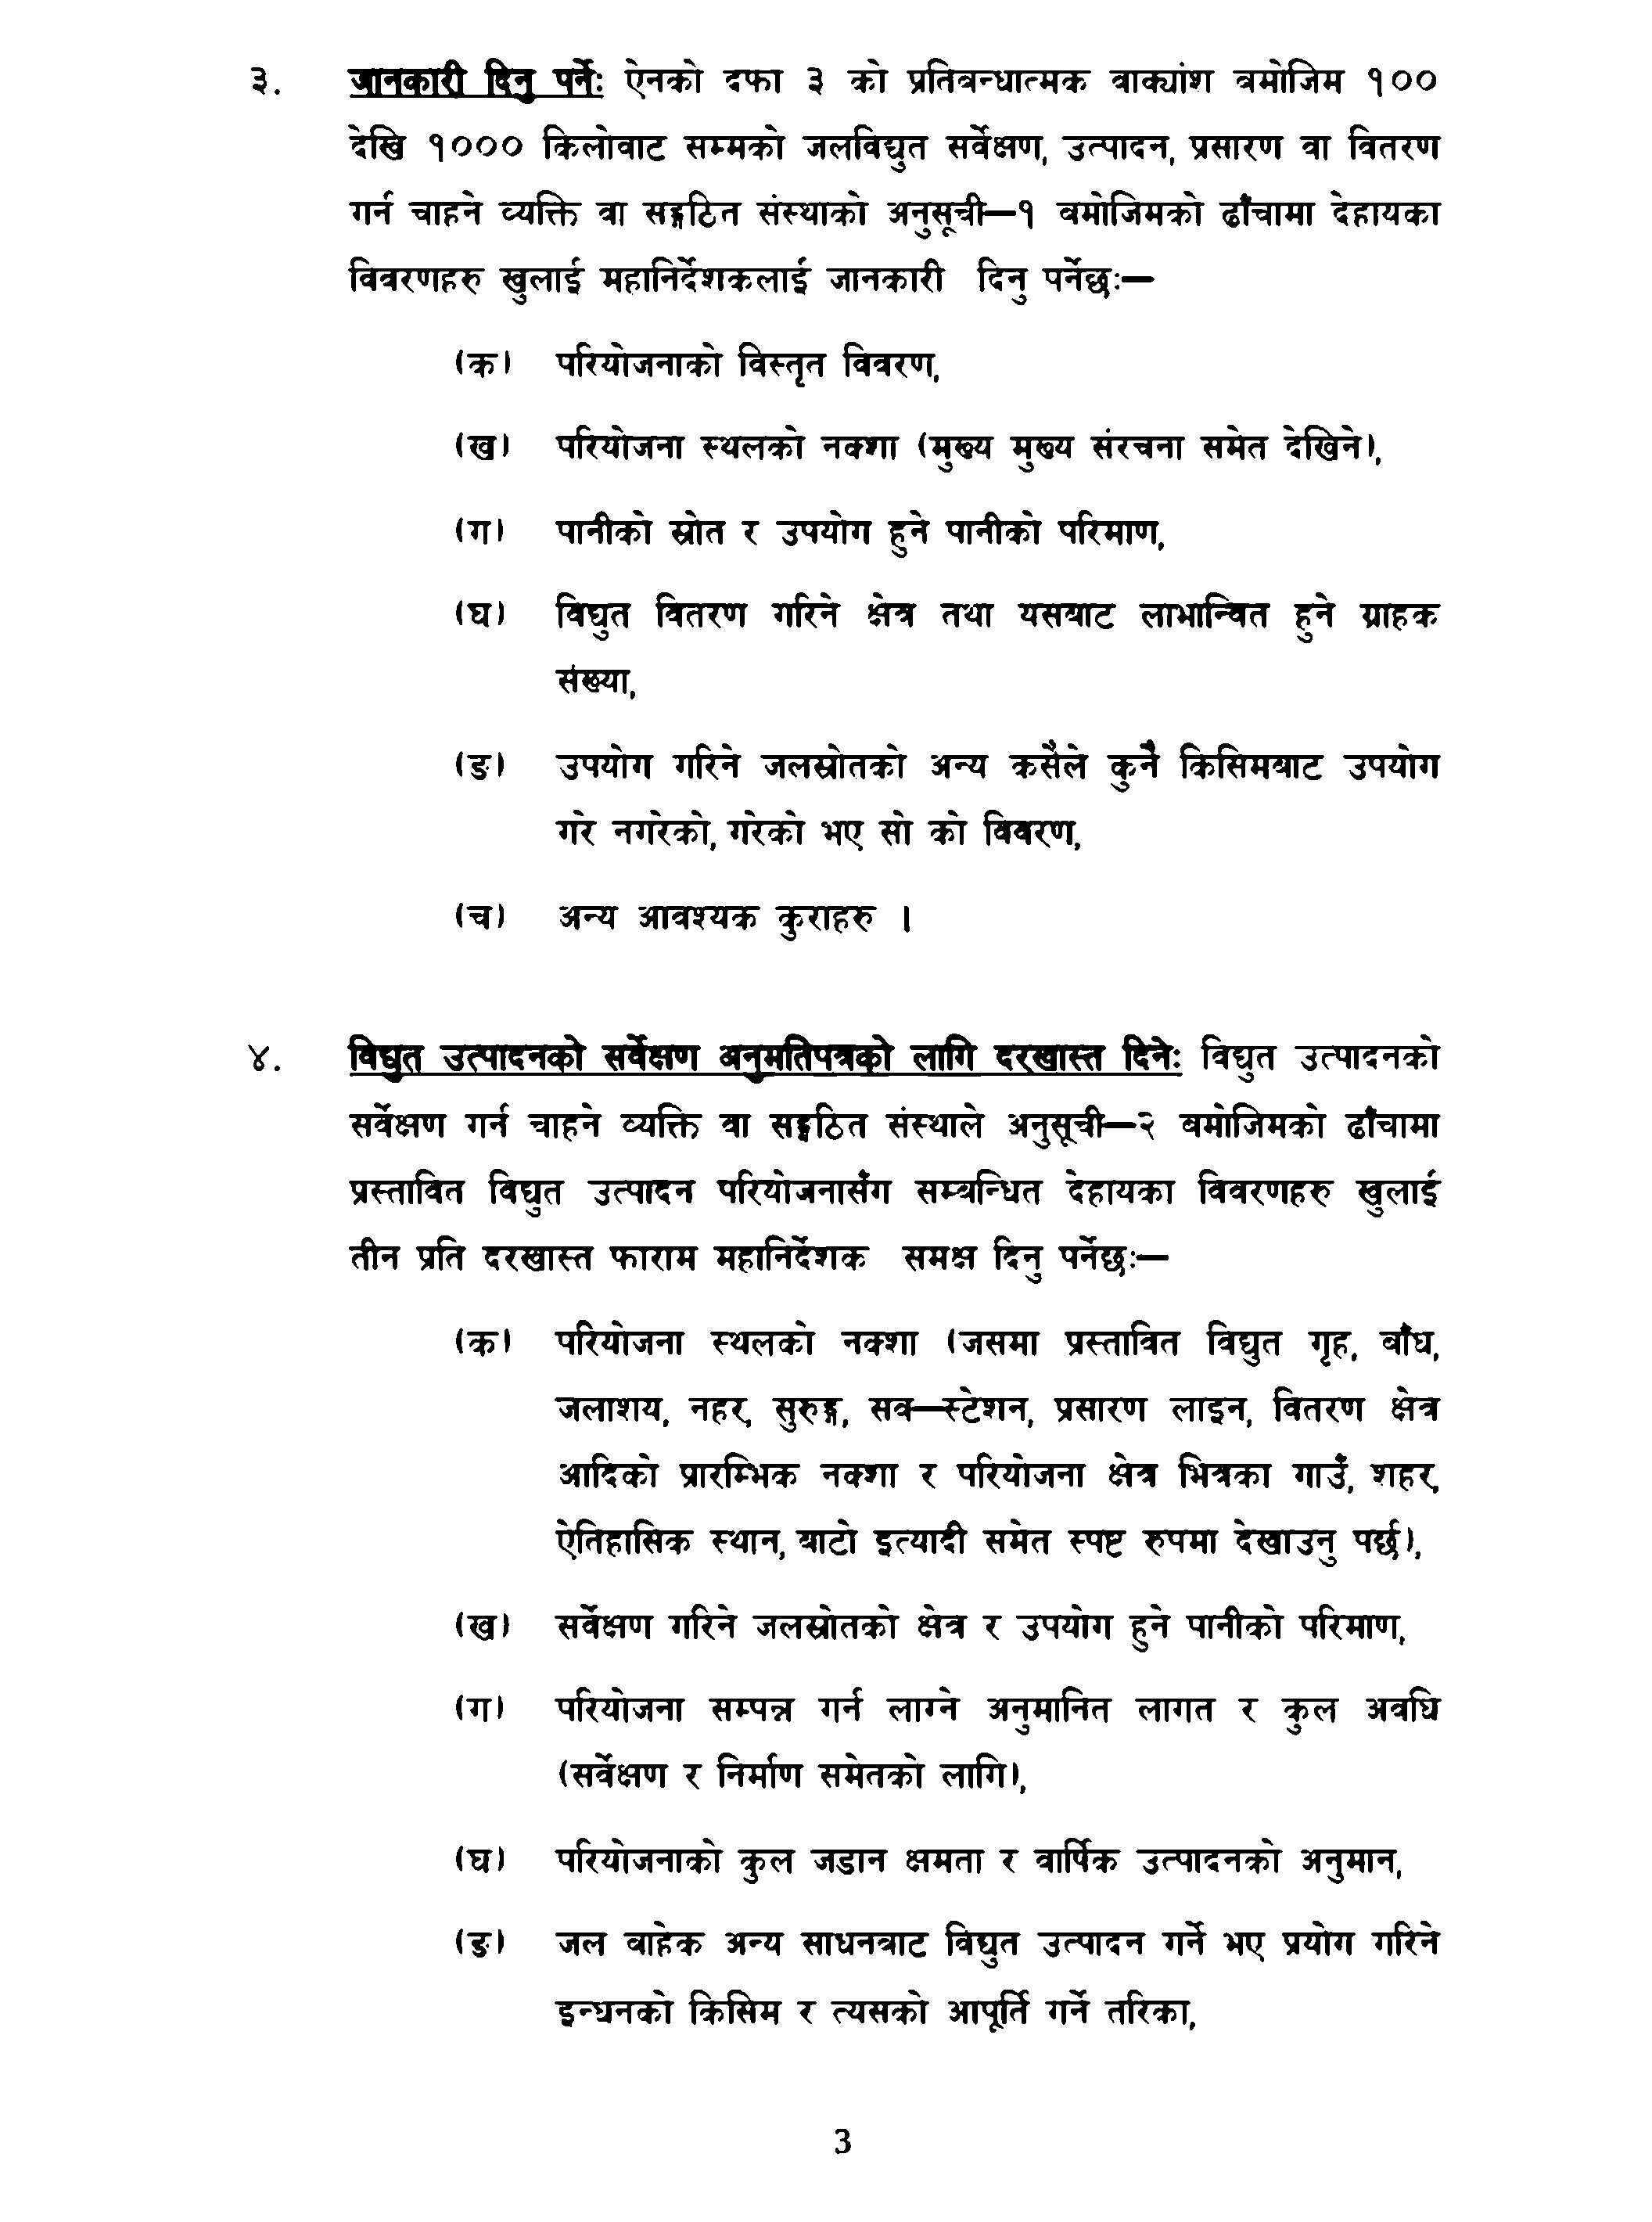 ३. जानकारी दिनु पर्नेः ऐनको दफा ३ को प्रतिबन्धात्मक वाक्यांश बमोजिम १००
देखि १००० किलोवाट सम्मको जलविद्युत सर्वेक्षण, उत्पादन, प्रसारण वा वितरण
गर्न चाहने व्यक्ति वा सङ्गठित संस्थाको अनुसूची—१ बमोजिमको ढाँचामा देहायका
विवरणहरु खुलाई महानिर्देशकलाई जानकारी दिनु पर्नेछः—
(क) परियोजनाको विस्तृत विवरण,
(ख) परियोजना स्थलको नक्शा (मुख्य मुख्य संरचना समेत देखिने),
(ग) पानीको स्रोत र उपयोग हुने पानीको परिमाण,
(घ) विद्युत वितरण गरिने क्षेत्र तथा यसबाट लाभान्वित हुने ग्राहक
संख्या,
(ङ) उपयोग गरिने जलस्रोतको अन्य कसैले कुनै किसिमबाट उपयोग
गरे नगरेको, गरेको भए सो को विवरण,
(च) अन्य आवश्यक कुराहरु ।
४. विद्युत उत्पादनको सर्वेक्षण अनुमतिपत्रको लागि दरखास्त दिनेः विद्युत उत्पादनको
सर्वेक्षण गर्न चाहने व्यक्ति वा सङ्गठित संस्थाले अनुसूची—२ बमोजिमको ढाँचामा
प्रस्तावित विद्युत उत्पादन परियोजनासँग सम्बन्धित देहायका विवरणहरु खुलाई
तीन प्रति दरखास्त फाराम महानिर्देशक समक्ष दिनु पर्नेछः—
(क) परियोजना स्थलको नक्शा (जसमा प्रस्तावित विद्युत गृह, बाँध,
जलाशय, नहर, सुरुङ्ग, सब—स्टेशन, प्रसारण लाइन, वितरण क्षेत्र
आदिको प्रारम्भिक नक्शा र परियोजना क्षेत्र भित्रका गाउँ, शहर,
ऐतिहासिक स्थान, बाटो इत्यादी समेत स्पष्ट रुपमा देखाउनु पर्छ),
(ख) सर्वेक्षण गरिने जलस्रोतको क्षेत्र र उपयोग हुने पानीको परिमाण,
(ग) परियोजना सम्पन्न गर्न लाग्ने अनुमानित लागत र कुल अवधि
(सर्वेक्षण र निर्माण समेतको लागि),
(घ) परियोजनाको कुल जडान क्षमता र वार्षिक उत्पादनको अनुमान,
(ङ) जल बाहेक अन्य साधनबाट विद्युत उत्पादन गर्ने भए प्रयोग गरिने
इन्धनको किसिम र त्यसको आपूर्ति गर्ने तरिका,
3